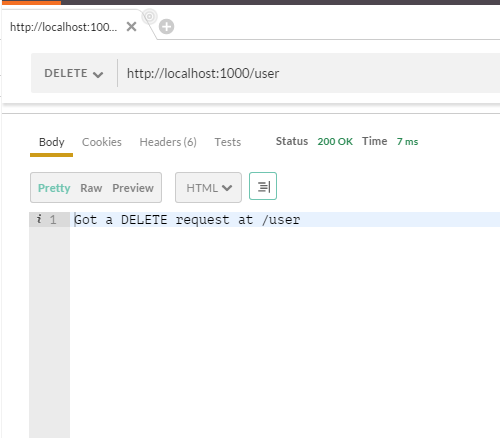 http://localhost:100...
DELETE http://localhost:1000/user
Body Cookies Headers (6) Tests Status 200 OK Time 7 ms
Pretty Raw Preview HTML
i 1 Got a DELETE request at /user